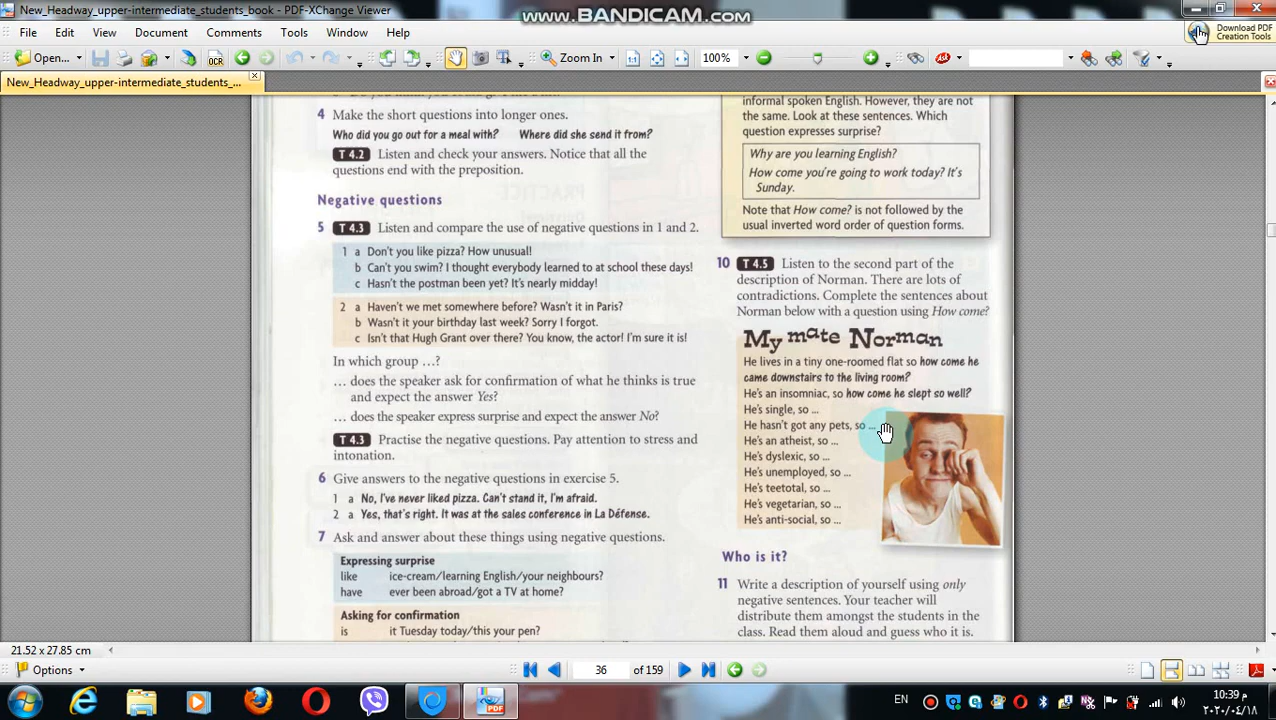 New_Headway_upper-intermediate_students_book - PDF-XChange Viewer
www.BANDICAM.com
File Edit View Document Comments Tools Window Help
Download PDF
Creation Tools
Open... OCR Zoom In 100%
New_Headway_upper-intermediate_students_...
4 Make the short questions into longer ones.
Who did you go out for a meal with? Where did she send it from?
T 4.2 Listen and check your answers. Notice that all the
questions end with the preposition.
Negative questions
5 T 4.3 Listen and compare the use of negative questions in 1 and 2.
1 a Don't you like pizza? How unusual!
b Can't you swim? I thought everybody learned to at school these days!
c Hasn't the postman been yet? It's nearly midday!
2 a Haven't we met somewhere before? Wasn't it in Paris?
b Wasn't it your birthday last week? Sorry I forgot.
c Isn't that Hugh Grant over there? You know, the actor! I'm sure it is!
In which group ...?
... does the speaker ask for confirmation of what he thinks is true
and expect the answer Yes?
... does the speaker express surprise and expect the answer No?
T 4.3 Practise the negative questions. Pay attention to stress and
intonation.
6 Give answers to the negative questions in exercise 5.
1 a No, I've never liked pizza. Can't stand it, I'm afraid.
2 a Yes, that's right. It was at the sales conference in La Défense.
7 Ask and answer about these things using negative questions.
Expressing surprise
like ice-cream/learning English/your neighbours?
have ever been abroad/got a TV at home?
Asking for confirmation
is it Tuesday today/this your pen?
informal spoken English. However, they are not
the same. Look at these sentences. Which
question expresses surprise?
Why are you learning English?
How come you're going to work today? It's
Sunday.
Note that How come? is not followed by the
usual inverted word order of question forms.
10 T 4.5 Listen to the second part of the
description of Norman. There are lots of
contradictions. Complete the sentences about
Norman below with a question using How come?
My mate Norman
He lives in a tiny one-roomed flat so how come he
came downstairs to the living room?
He's an insomniac, so how come he slept so well?
He's single, so ...
He hasn't got any pets, so ...
He's an atheist, so ...
He's dyslexic, so ...
He's unemployed, so ...
He's teetotal, so ...
He's vegetarian, so ...
He's anti-social, so ...
Who is it?
11 Write a description of yourself using only
negative sentences. Your teacher will
distribute them amongst the students in the
class. Read them aloud and guess who it is.
21.52 x 27.85 cm
Options 36 of 159
EN
10:39 م
٢٠٢٠/٠٤/١٨